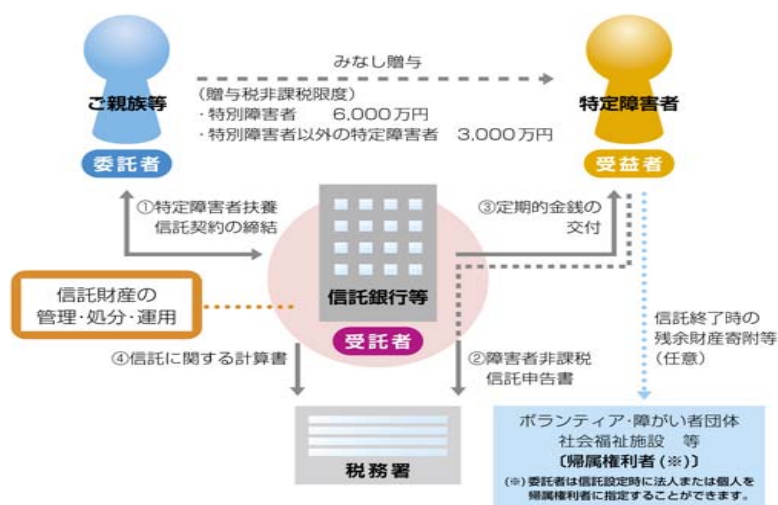 みなし贈与
ご親族等
(贈与税非課税限度)
・特別障害者 6,000万円
・特別障害者以外の特定障害者 3,000万円
特定障害者
委託者
受益者
①特定障害者扶養
信託契約の締結
③定期的金銭の
交付
信託財産の
管理・処分・運用
信託銀行等
受託者
信託終了時の
残余財産寄附等
(任意)
④信託に関する計算書
②障害者非課税
信託申告書
税務署
ボランティア・障がい者団体
社会福祉施設 等
〔帰属権利者(※)〕
(※)委託者は信託設定時に法人または個人を
帰属権利者に指定することができます。